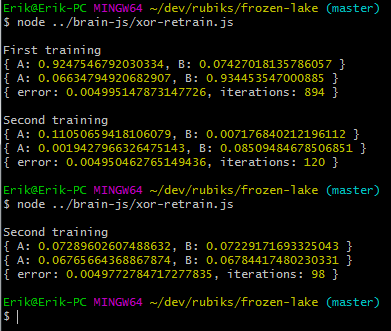 Erik@Erik-PC MINGW64 ~/dev/rubiks/frozen-lake (master)
$ node ../brain-js/xor-retrain.js
First training
{ A: 0.9247546792030334, B: 0.07427018135786057 }
{ A: 0.06634794920682907, B: 0.934453547000885 }
{ error: 0.004995147873147726, iterations: 894 }
Second training
{ A: 0.11050659418106079, B: 0.007176840212196112 }
{ A: 0.0019427966326475143, B: 0.08509484678506851 }
{ error: 0.004950462765149436, iterations: 120 }
Erik@Erik-PC MINGW64 ~/dev/rubiks/frozen-lake (master)
$ node ../brain-js/xor-retrain.js
Second training
{ A: 0.07289602607488632, B: 0.07229171693325043 }
{ A: 0.06765664368867874, B: 0.06784417480230331 }
{ error: 0.0049772784717277835, iterations: 98 }
Erik@Erik-PC MINGW64 ~/dev/rubiks/frozen-lake (master)
$